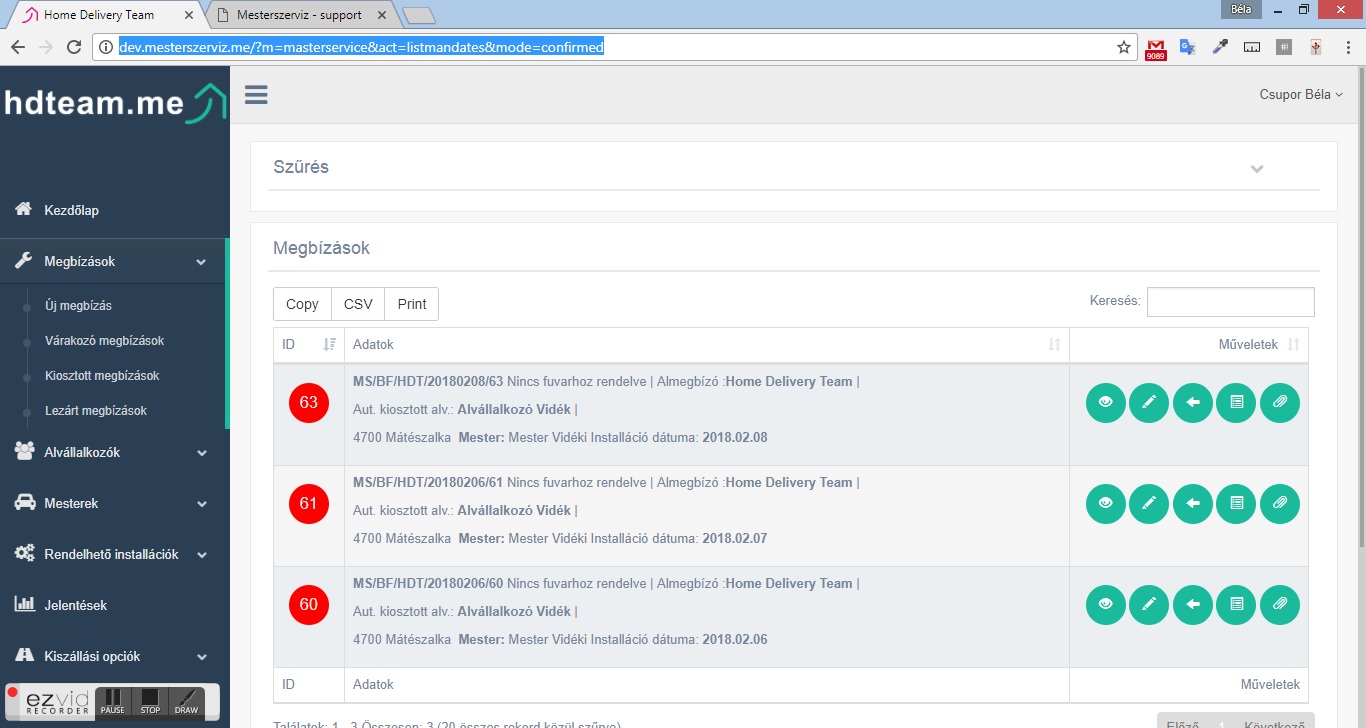 Home Delivery Team
Mesterszerviz - support
Béla
dev.mesterszerviz.me/?m=masterservice&act=listmandates&mode=confirmed
9089
hdteam.me
Csupor Béla
Szűrés
Kezdőlap
Megbízások
Új megbízás
Várakozó megbízások
Kiosztott megbízások
Lezárt megbízások
Alvállalkozók
Mesterek
Rendelhető installációk
Jelentések
Kiszállási opciók
ezvid
RECORDER
PAUSE STOP DRAW
Megbízások
Copy CSV Print
Keresés:
ID Adatok Műveletek
63
MS/BF/HDT/20180208/63 Nincs fuvarhoz rendelve | Almegbízó :Home Delivery Team |
Aut. kiosztott alv.: Alvállalkozó Vidék |
4700 Mátészalka Mester: Mester Vidéki Installáció dátuma: 2018.02.08
61
MS/BF/HDT/20180206/61 Nincs fuvarhoz rendelve | Almegbízó :Home Delivery Team |
Aut. kiosztott alv.: Alvállalkozó Vidék |
4700 Mátészalka Mester: Mester Vidéki Installáció dátuma: 2018.02.07
60
MS/BF/HDT/20180206/60 Nincs fuvarhoz rendelve | Almegbízó :Home Delivery Team |
Aut. kiosztott alv.: Alvállalkozó Vidék |
4700 Mátészalka Mester: Mester Vidéki Installáció dátuma: 2018.02.06
ID Adatok Műveletek
Találatok: 1 - 3 Összesen: 3 (20 összes rekord közül szűrve)
Előző 1 Következő